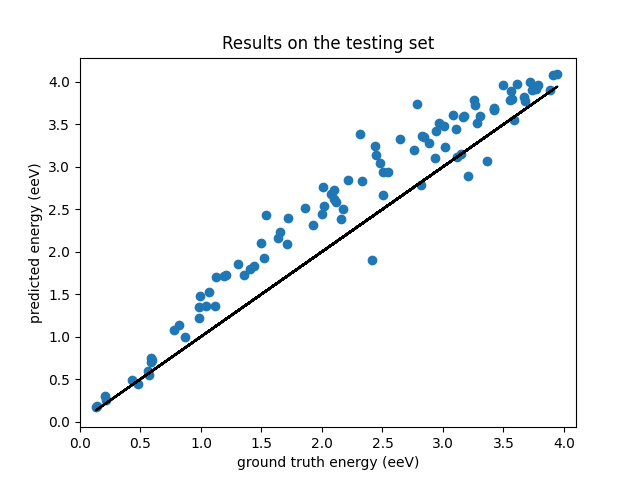 Results on the testing set
predicted energy (eeV)
4.0
3.5
3.0
2.5
2.0
1.5
1.0
0.5
0.0
0.0 0.5 1.0 1.5 2.0 2.5 3.0 3.5 4.0
ground truth energy (eeV)